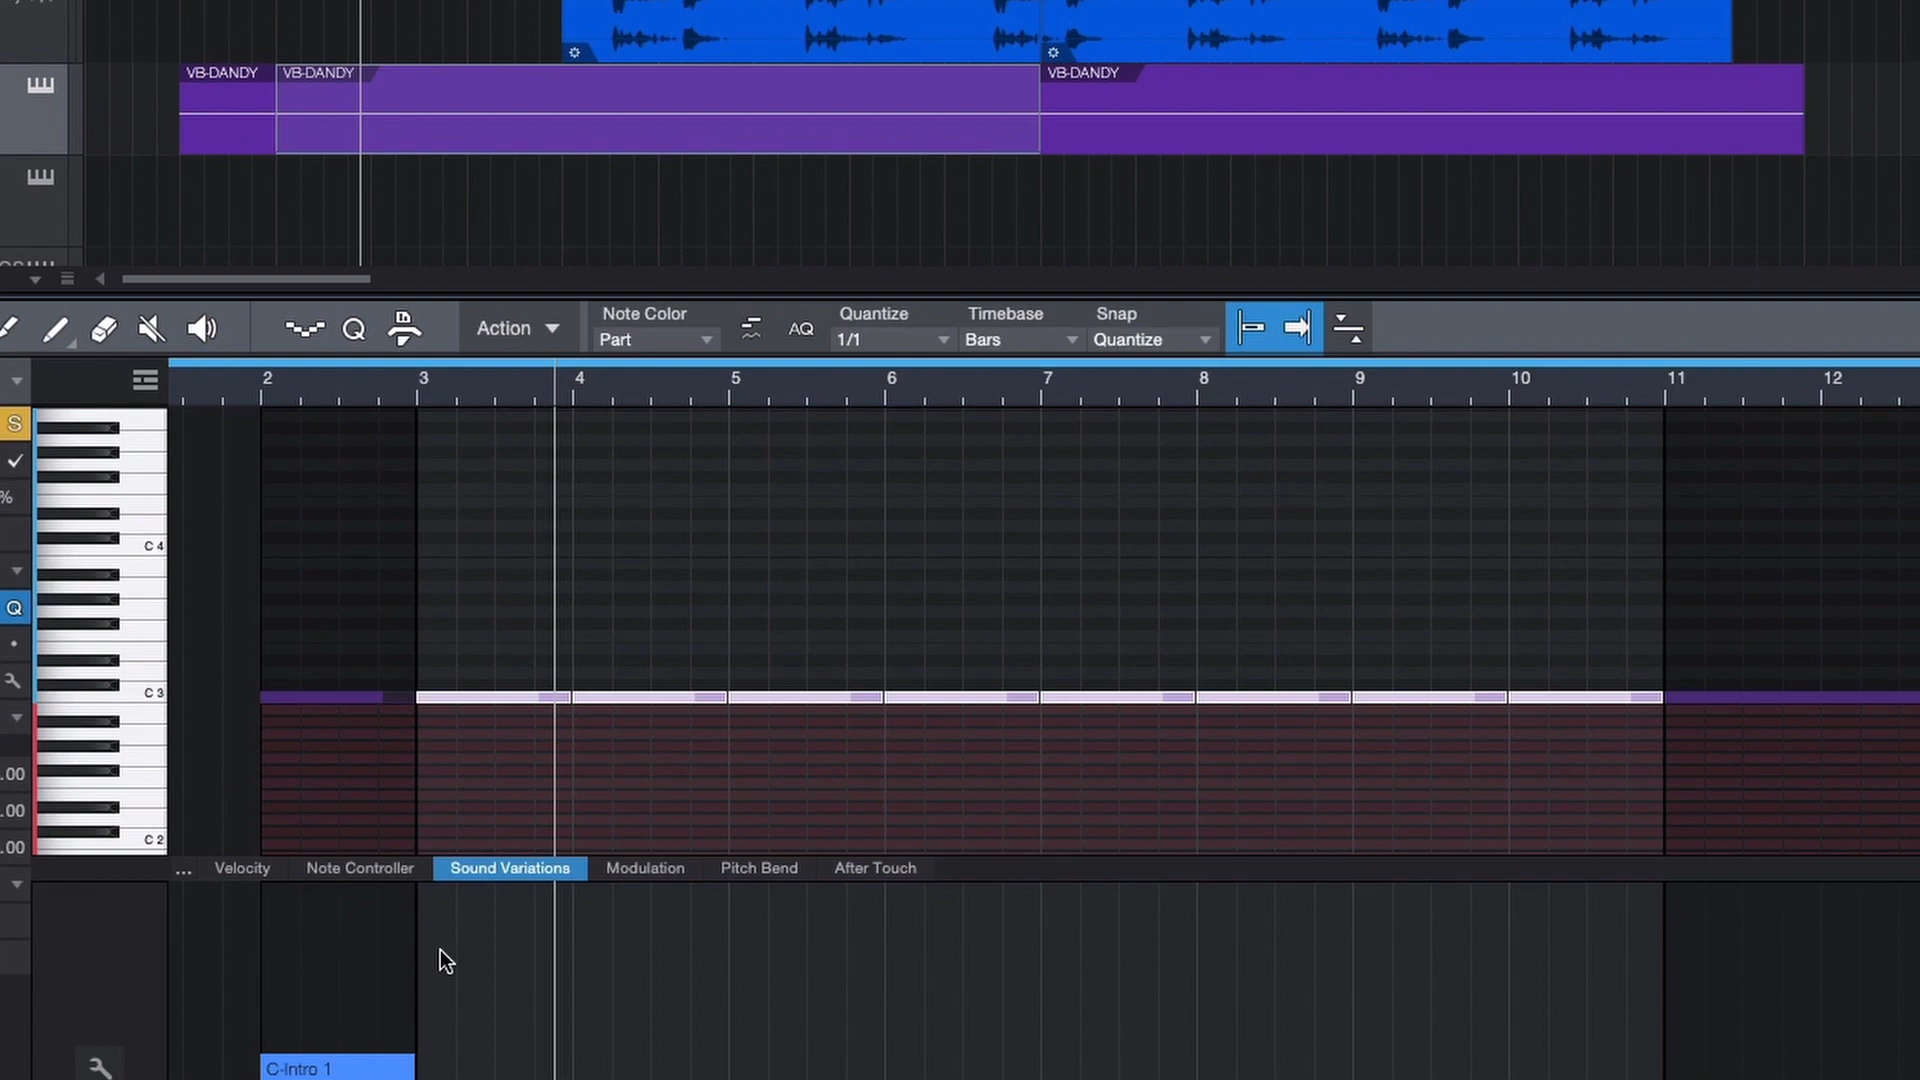 VB-DANDY VB-DANDY VB-DANDY
Action Note Color AQ Quantize Timebase Snap
Part 1/1 Bars Quantize
2 3 4 5 6 7 8 9 10 11 12
S
%
C 4
Q
C 3
.00
.00
C 2
.00
... Velocity Note Controller Sound Variations Modulation Pitch Bend After Touch
C-Intro 1